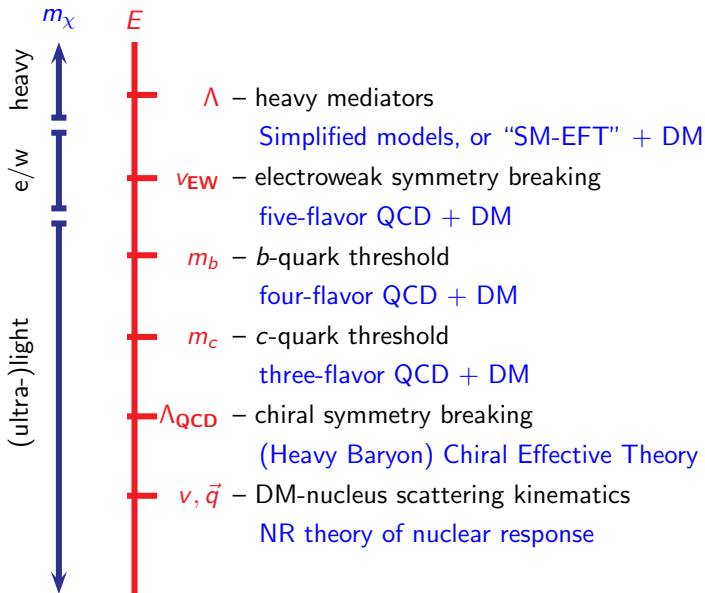 m_χ
E
heavy
Λ – heavy mediators
Simplified models, or “SM-EFT” + DM
e/w
v_EW – electroweak symmetry breaking
five-flavor QCD + DM
m_b – b-quark threshold
four-flavor QCD + DM
(ultra-)light
m_c – c-quark threshold
three-flavor QCD + DM
Λ_QCD – chiral symmetry breaking
(Heavy Baryon) Chiral Effective Theory
v, q⃗ – DM-nucleus scattering kinematics
NR theory of nuclear response